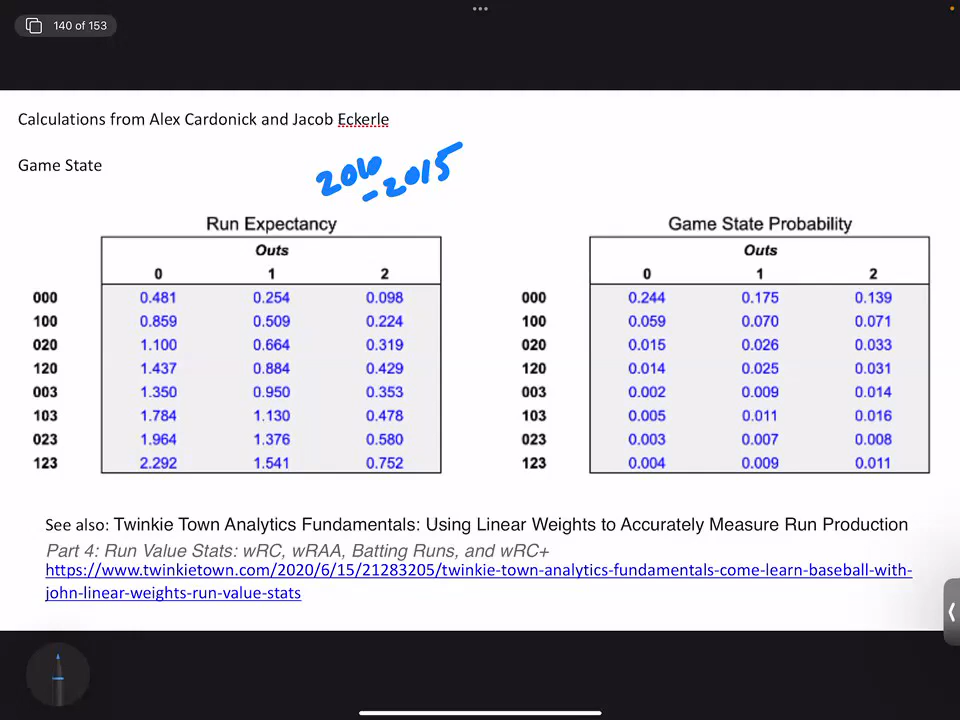 140 of 153
Calculations from Alex Cardonick and Jacob Eckerle
Game State
2010
-2015
Run Expectancy
Outs
0 1 2
000 0.481 0.254 0.098
100 0.859 0.509 0.224
020 1.100 0.664 0.319
120 1.437 0.884 0.429
003 1.350 0.950 0.353
103 1.784 1.130 0.478
023 1.964 1.376 0.580
123 2.292 1.541 0.752
Game State Probability
Outs
0 1 2
000 0.244 0.175 0.139
100 0.059 0.070 0.071
020 0.015 0.026 0.033
120 0.014 0.025 0.031
003 0.002 0.009 0.014
103 0.005 0.011 0.016
023 0.003 0.007 0.008
123 0.004 0.009 0.011
See also: Twinkie Town Analytics Fundamentals: Using Linear Weights to Accurately Measure Run Production
Part 4: Run Value Stats: wRC, wRAA, Batting Runs, and wRC+
https://www.twinkietown.com/2020/6/15/21283205/twinkie-town-analytics-fundamentals-come-learn-baseball-with-
john-linear-weights-run-value-stats